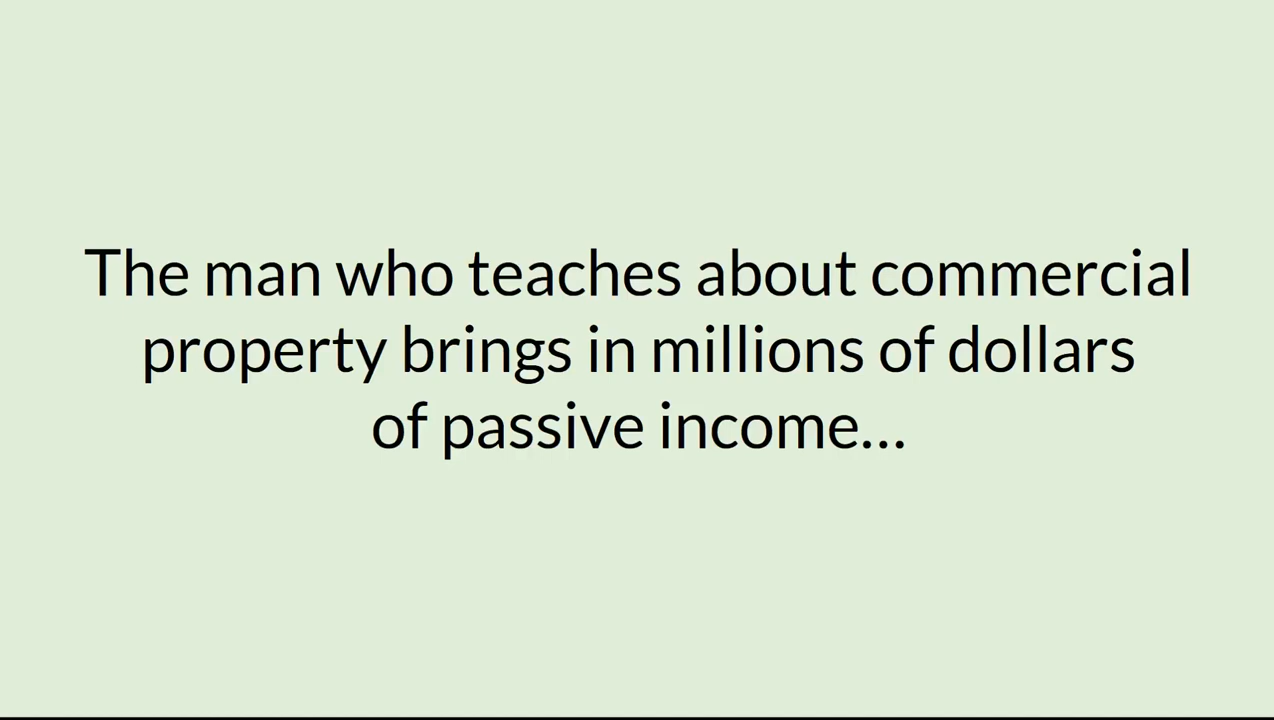 The man who teaches about commercial
property brings in millions of dollars
of passive income...